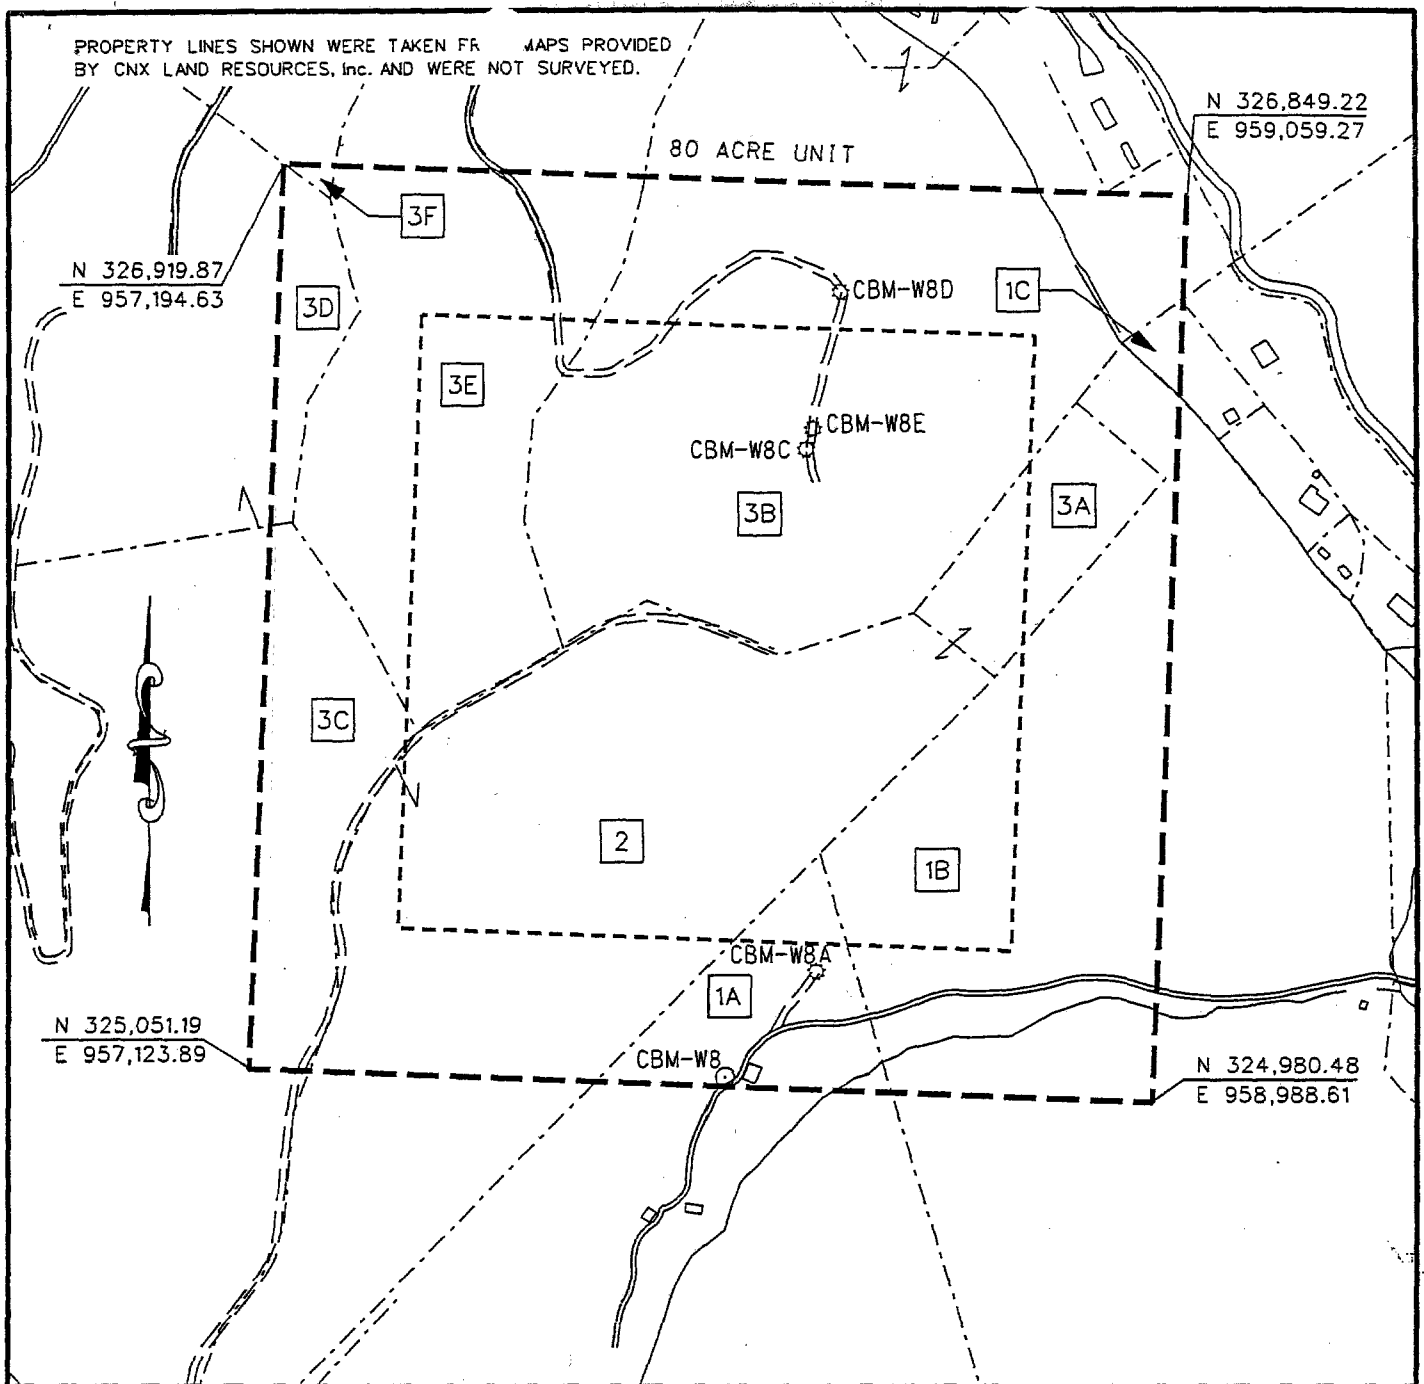 PROPERTY LINES SHOWN WERE TAKEN MAPS PROVIDED
BY CNX LAND RESOURCES, Inc. AND WERE NOT SURVEYED.
N 326,849.22
E 959,059.27
80 ACRE UNIT
3F
N 326,919.87
E 957,194.63
3D
CBM-W8D
1C
3E
CBM-W8E
CBM-W8C
3B
3A
3C
2
1B
CBM-W8A
1A
N 325,051.19
E 957,123.89
CBM-W8
N 324,980.48
E 958,988.61